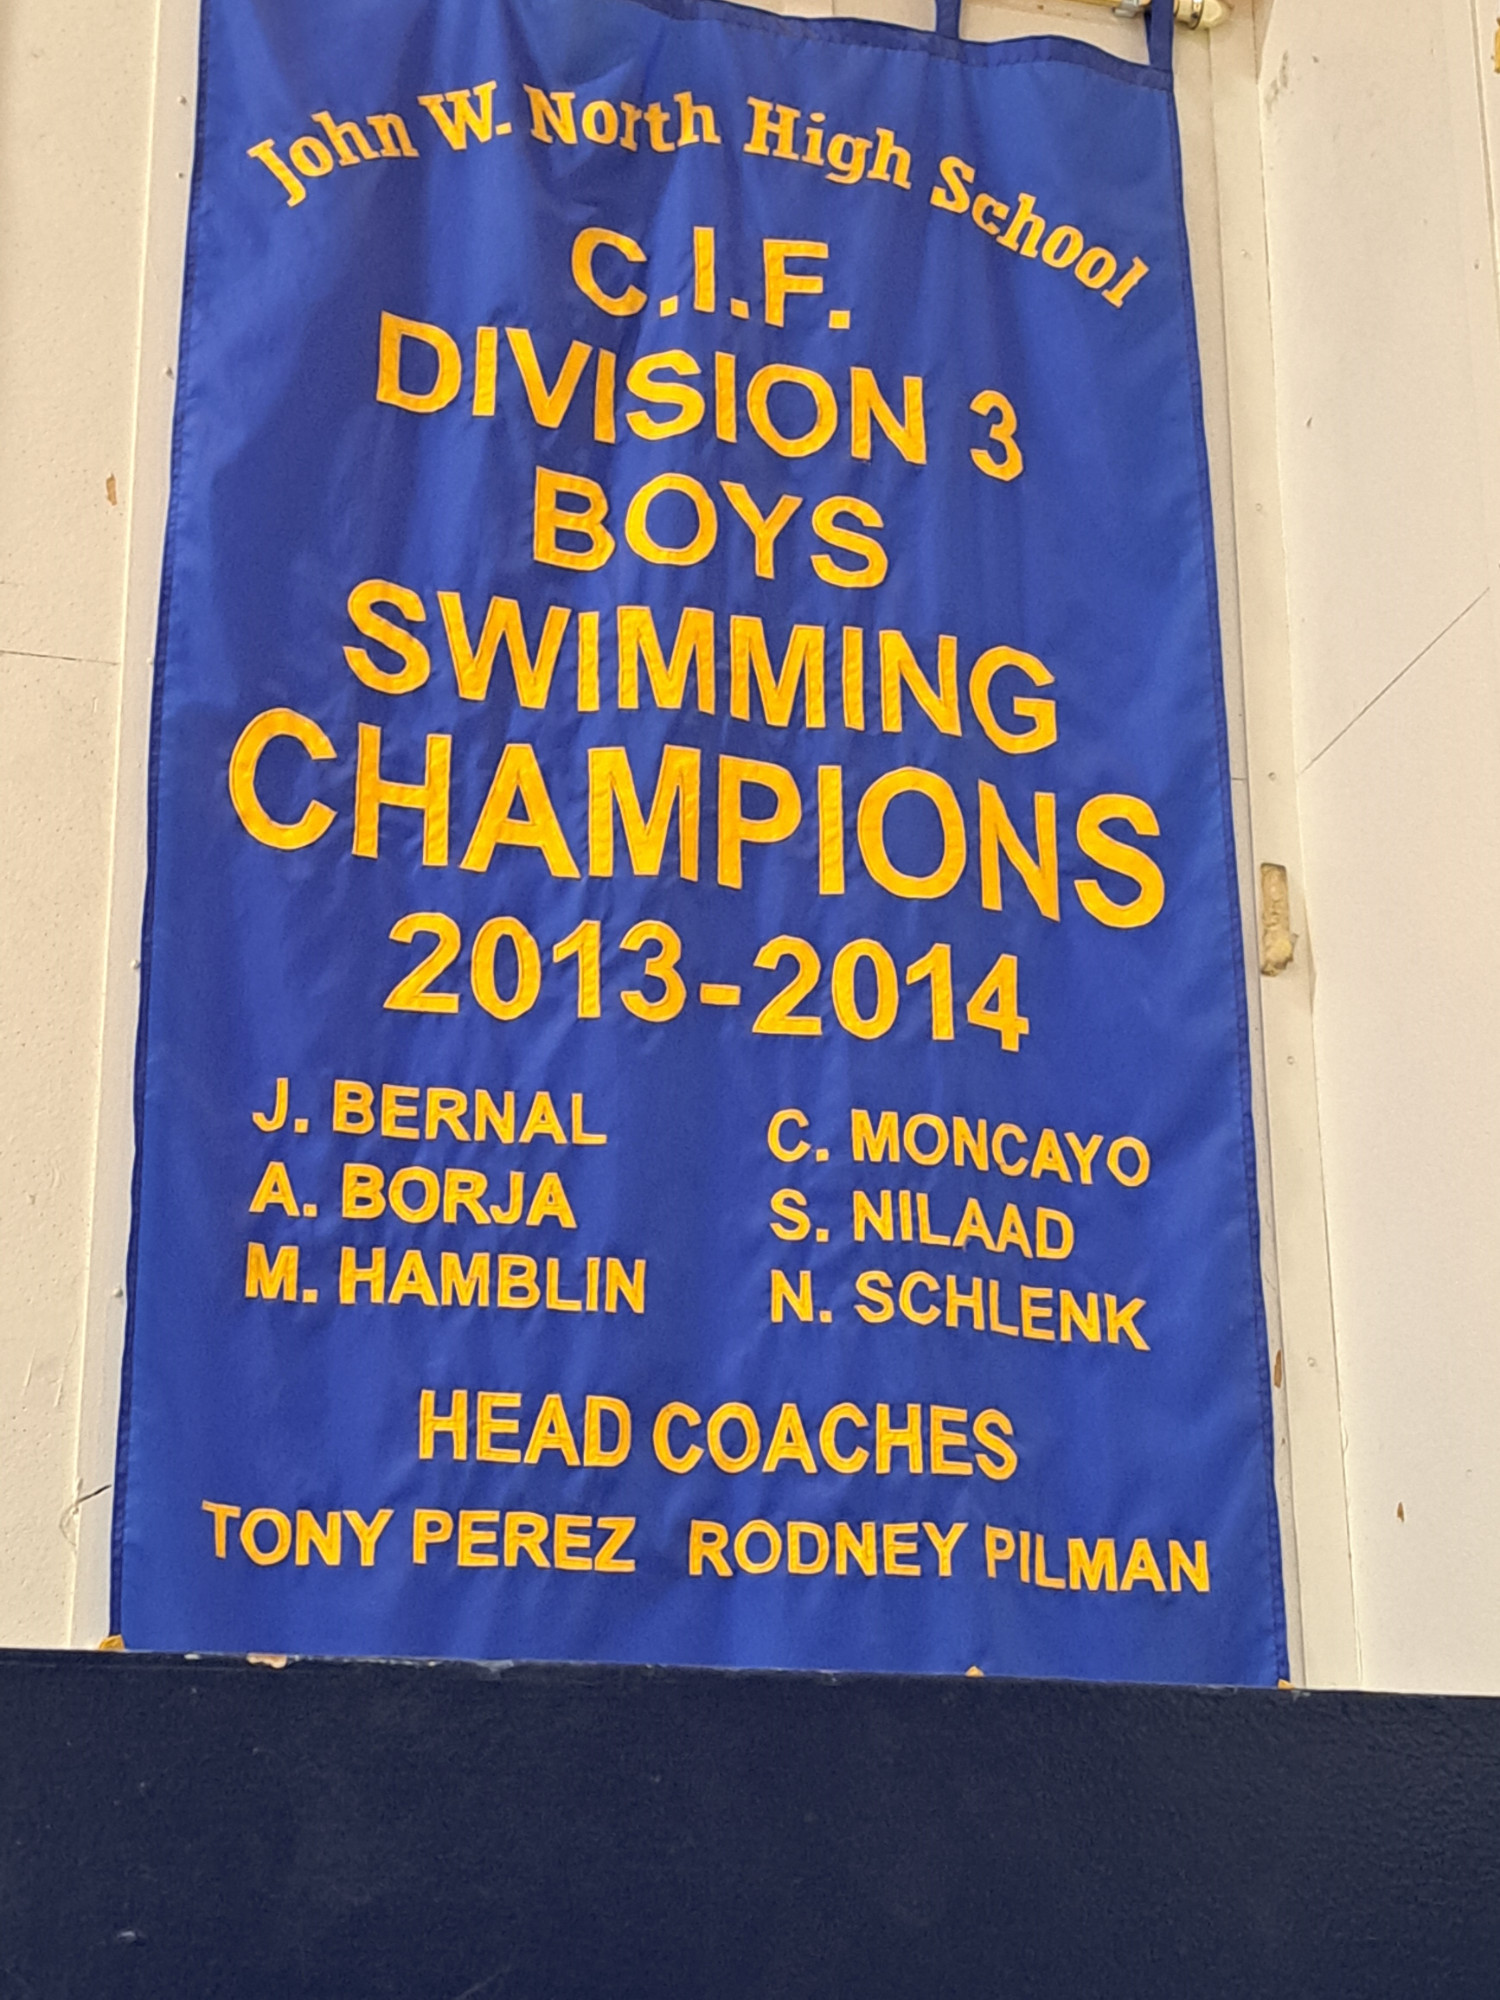 John W. North High School
C.I.F.
DIVISION 3
BOYS
SWIMMING
CHAMPIONS
2013-2014
J. BERNAL
A. BORJA
M. HAMBLIN
C. MONCAYO
S. NILAAD
N. SCHLENK
HEAD COACHES
TONY PEREZ RODNEY PILMAN